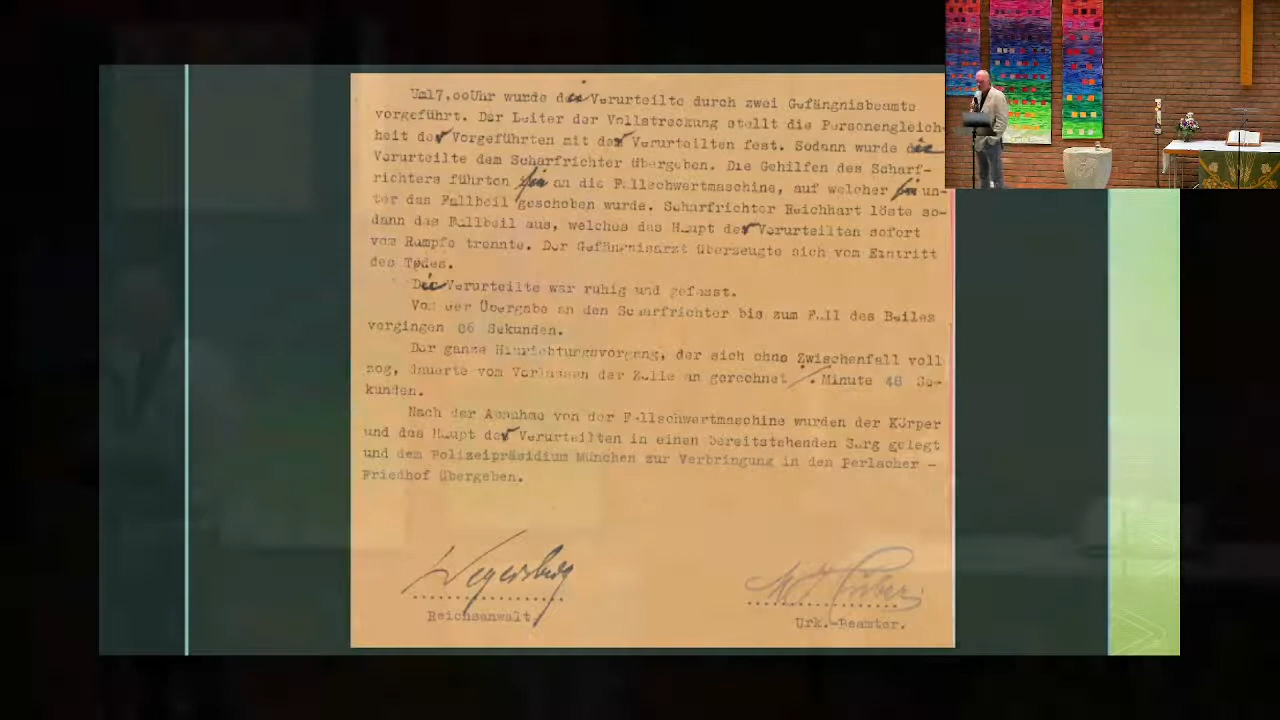 Um17.00Uhr wurde die Verurteilte durch zwei Gefängnisbeamte
vorgeführt. Der Leiter der Vollstreckung stellt die Personengleich-
heit der Vorgeführten mit der Verurteilten fest. Sodann wurde die
Verurteilte dem Scharfrichter übergeben. Die Gehilfen des Scharf-
richters führten sie an die Fallschwertmaschine, auf welcher sie un-
ter das Fallbeil geschoben wurde. Scharfrichter Reichhart löste so-
dann das Fallbeil aus, welches das Haupt der Verurteilten sofort
vom Rumpfe trennte. Der Gefängnisarzt überzeugte sich vom Eintritt
des Todes.
Die Verurteilte war ruhig und gefasst.
Von der Übergabe an den Scharfrichter bis zum Fall des Beiles
vergingen 06 Sekunden.
Der ganze Hinrichtungsvorgang, der sich ohne Zwischenfall voll
zog, dauerte vom Verlassen der Zelle an gerechnet Minute 48 Se-
kunden.
Nach der Abnahme von der Fallschwertmaschine wurden der Körper
und das Haupt der Verurteilten in einen bereitstehenden Sarg gelegt
und dem Polizeipräsidium München zur Verbringung in den Perlacher -
Friedhof übergeben.
Reichsanwalt.
Urk.-Beamter.